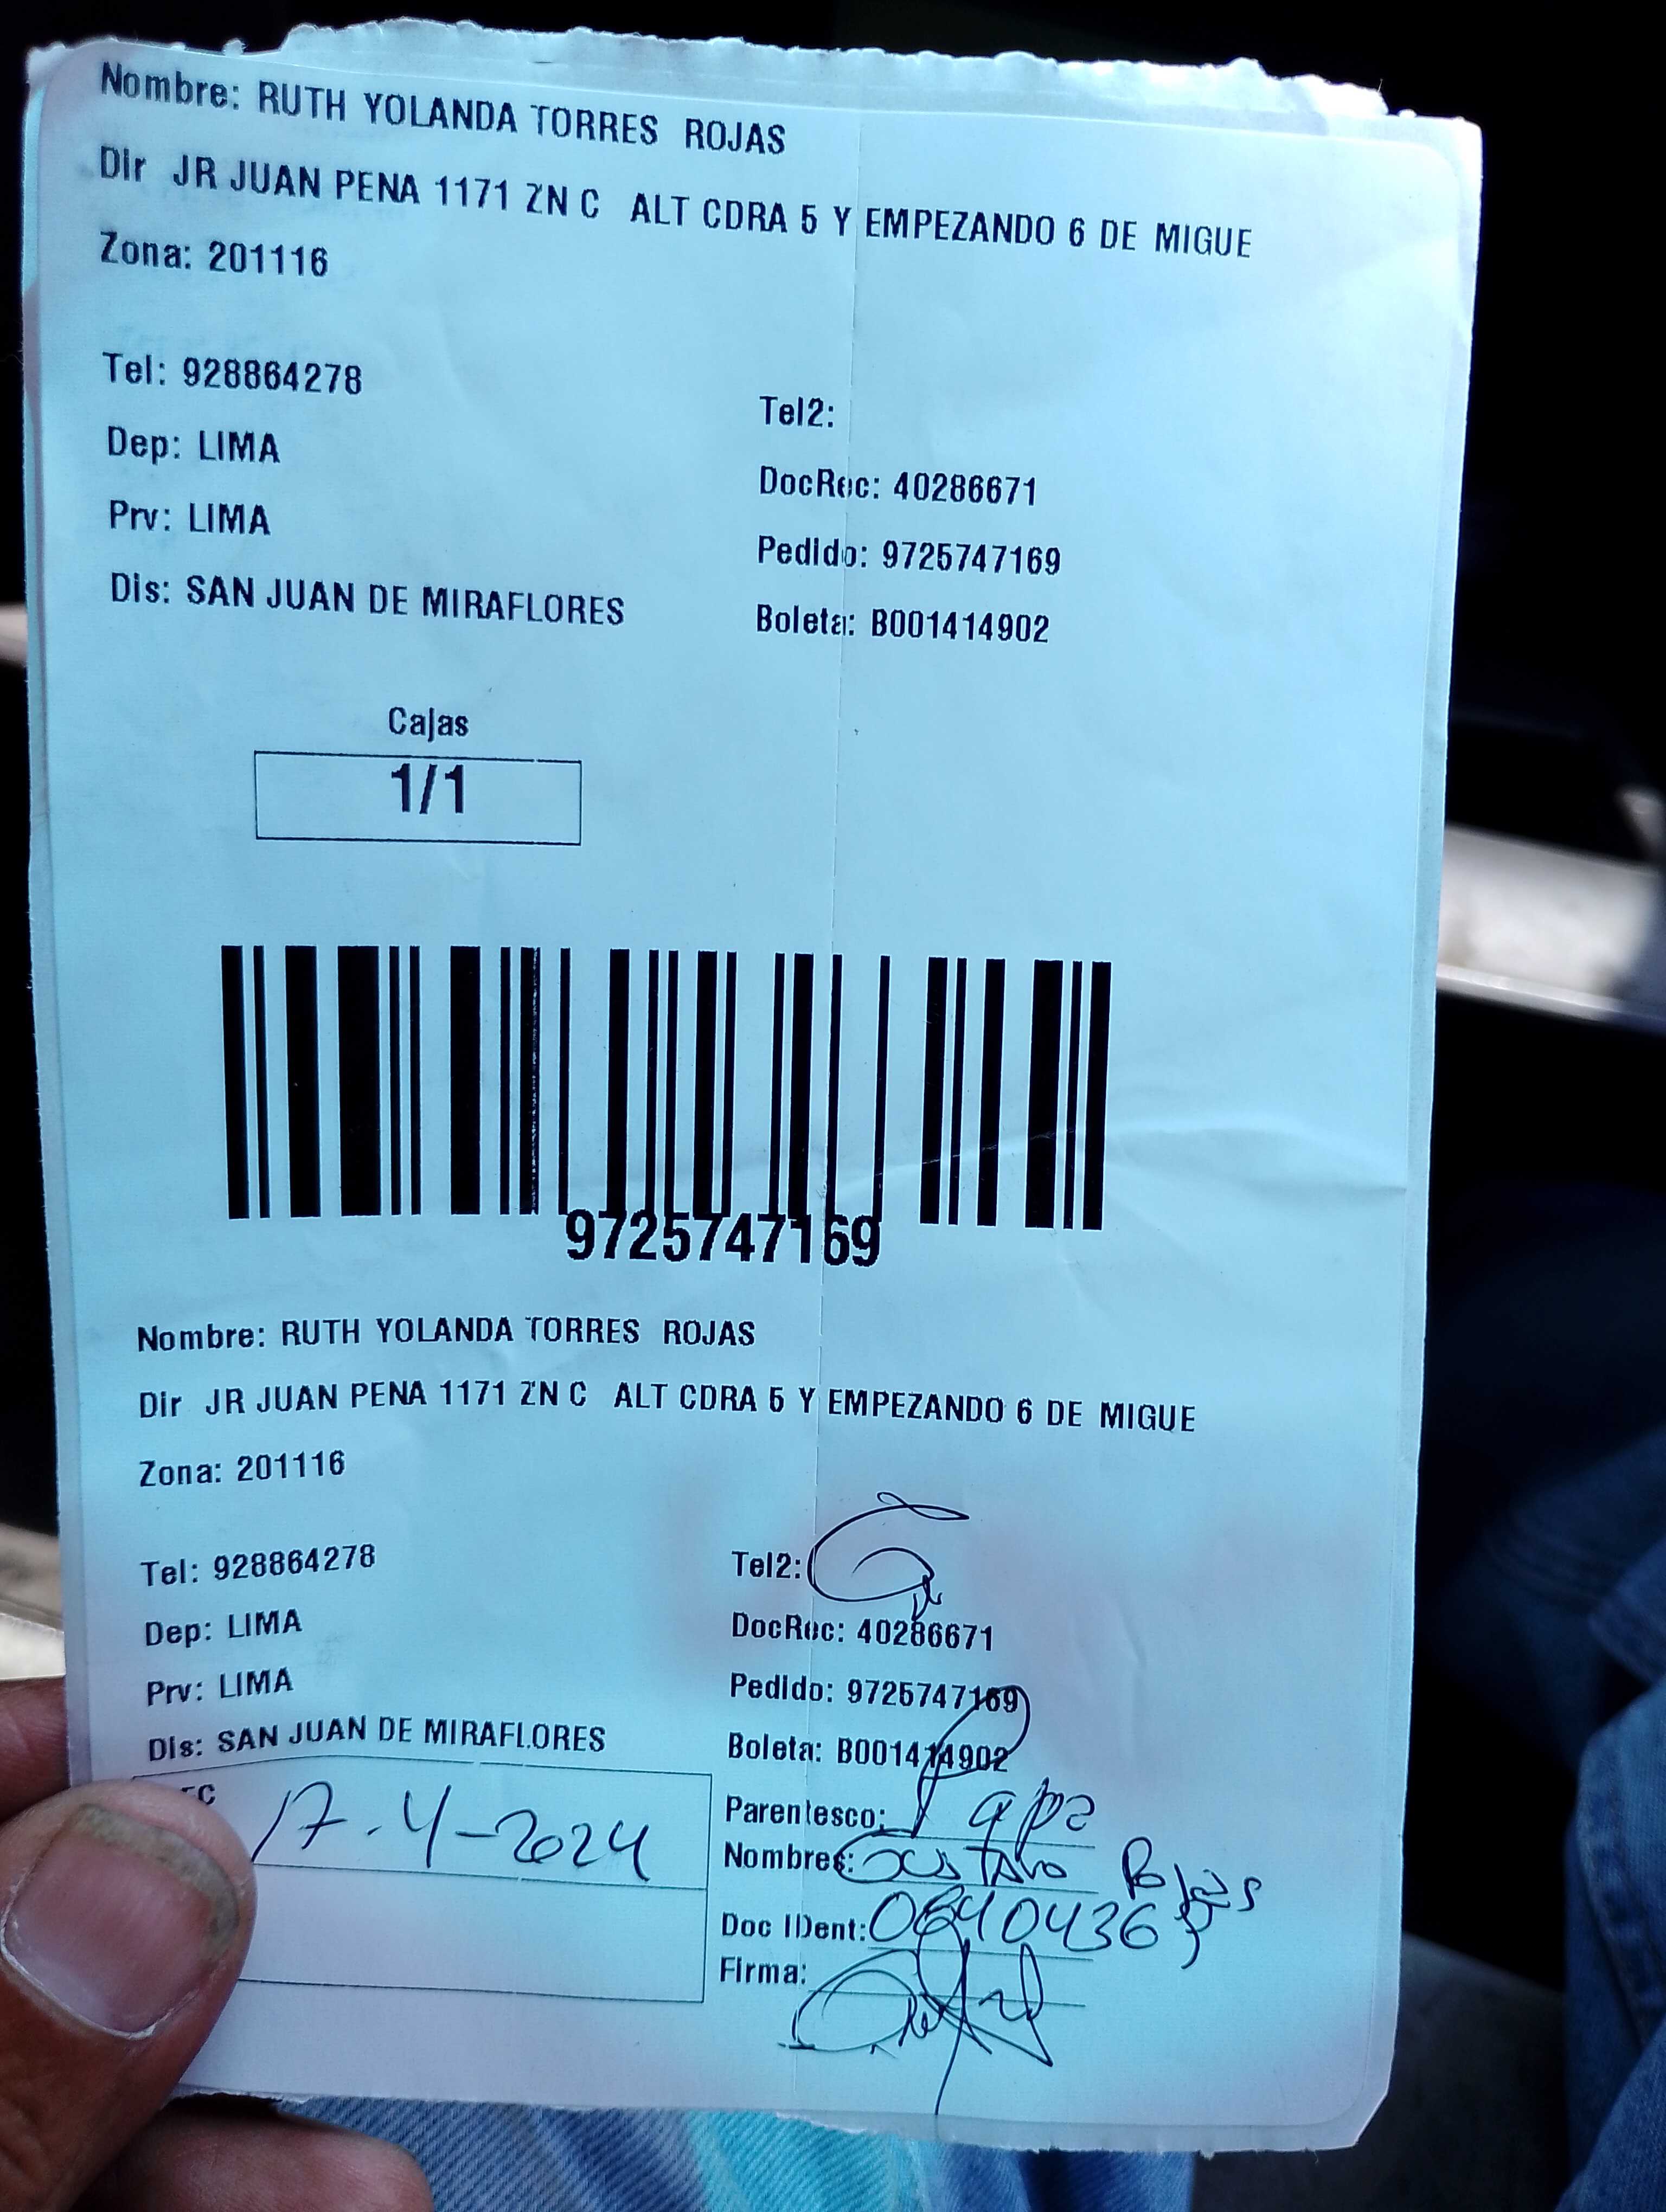 Nombre: RUTH YOLANDA TORRES ROJAS
Dir JR JUAN PENA 1171 ZN C ALT CDRA 5 Y EMPEZANDO 6 DE MIGUE
Zona: 201116
Tel: 928864278
Tel2:
Dep: LIMA
DocRec: 40286671
Prv: LIMA
Pedido: 9725747169
Dis: SAN JUAN DE MIRAFLORES
Boleta: B001414902
Cajas
1/1
9725747169
Nombre: RUTH YOLANDA TORRES ROJAS
Dir JR JUAN PENA 1171 ZN C ALT CDRA 5 Y EMPEZANDO 6 DE MIGUE
Zona: 201116
Tel: 928864278
Tel2:
Dep: LIMA
DocRec: 40286671
Prv: LIMA
Pedido: 9725747169
Dis: SAN JUAN DE MIRAFLORES
Boleta: B001414902
17-4-2024
Parentesco: Papa
Nombres: Gustavo Rojas
Doc IDent:
Firma: